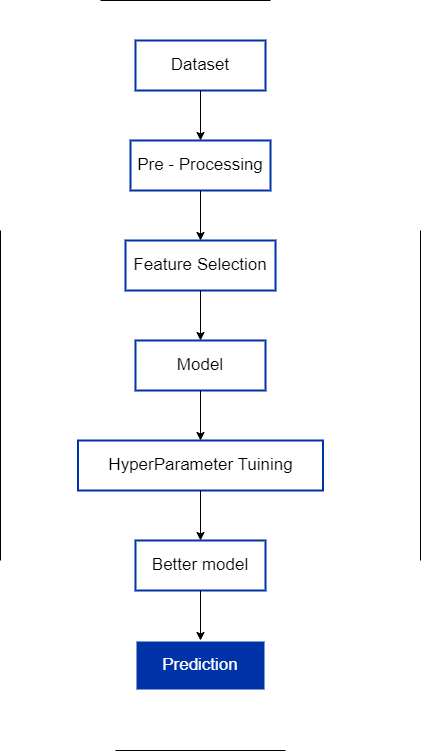 Dataset
Pre - Processing
Feature Selection
Model
HyperParameter Tuining
Better model
Prediction